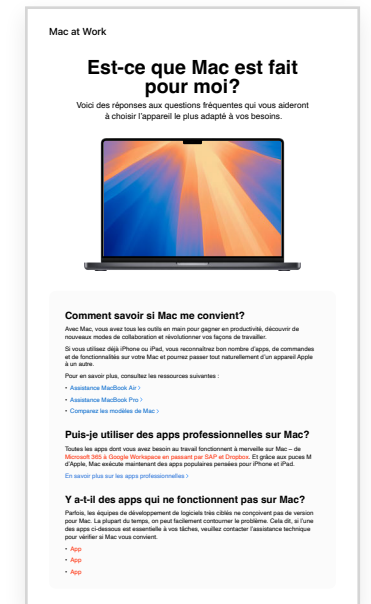 Mac at Work
Est-ce que Mac est fait
pour moi?
Voici des réponses aux questions fréquentes qui vous aideront
à choisir l'appareil le plus adapté à vos besoins.
Comment savoir si Mac me convient?
Avec Mac, vous avez tous les outils en main pour gagner en productivité, découvrir de
nouveaux modes de collaboration et révolutionner vos façons de travailler.
Si vous utilisez déjà iPhone ou iPad, vous reconnaîtrez bon nombre d'apps, de commandes
et de fonctionnalités sur votre Mac et pourrez passer tout naturellement d'un appareil Apple
à un autre.
Pour en savoir plus, consultez les ressources suivantes :
• Assistance MacBook Air >
• Assistance MacBook Pro >
• Comparez les modèles de Mac >
Puis-je utiliser des apps professionnelles sur Mac?
Toutes les apps dont vous avez besoin au travail fonctionnent à merveille sur Mac – de
Microsoft 365 à Google Workspace en passant par SAP et Dropbox. Et grâce aux puces M
d'Apple, Mac exécute maintenant des apps populaires pensées pour iPhone et iPad.
En savoir plus sur les apps professionnelles >
Y a-t-il des apps qui ne fonctionnent pas sur Mac?
Parfois, les équipes de développement de logiciels très ciblés ne conçoivent pas de version
pour Mac. La plupart du temps, on peut facilement contourner le problème. Cela dit, si l'une
des apps ci-dessous est essentielle à vos tâches, veuillez contacter l'assistance technique
pour vérifier si Mac vous convient.
• App
• App
• App